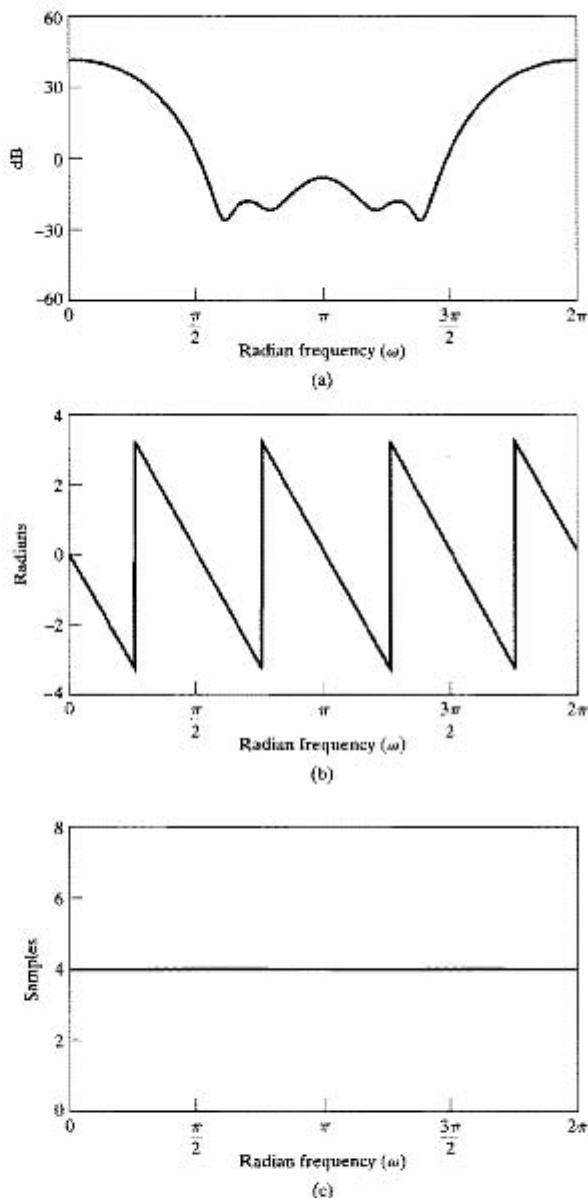 60
30
0
−30
−60
dB
0
π/2
π
3π/2
2π
Radian frequency (ω)
(a)
4
2
0
−2
−4
Radians
0
π/2
π
3π/2
2π
Radian frequency (ω)
(b)
8
6
4
2
0
Samples
0
π/2
π
3π/2
2π
Radian frequency (ω)
(c)